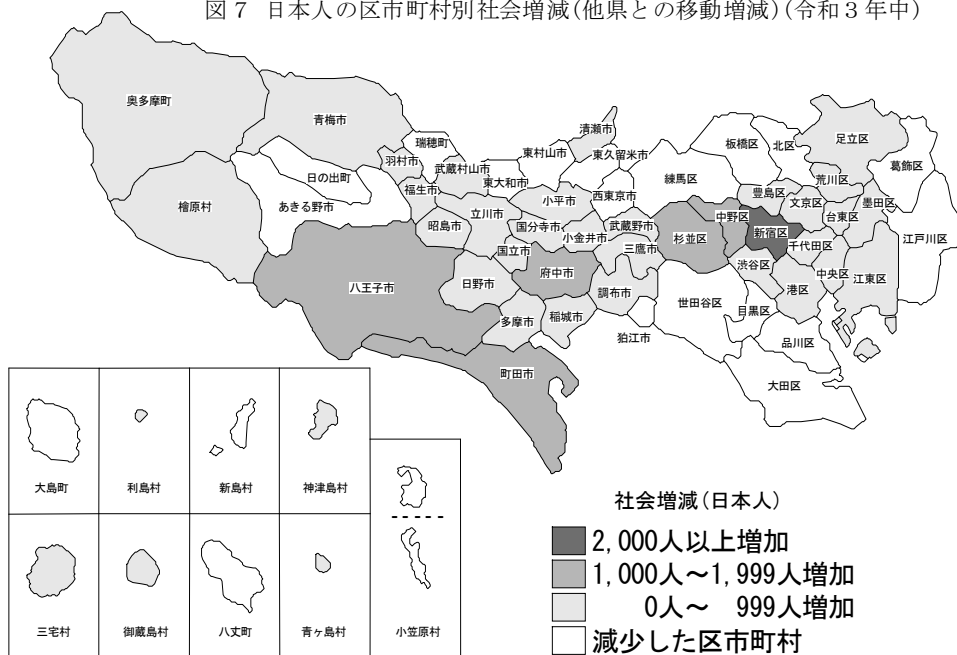 図7 日本人の区市町村別社会増減(他県との移動増減)(令和3年中)
奥多摩町
青梅市
瑞穂町
羽村市
武蔵村山市
東大和市
東村山市
清瀬市
東久留米市
西東京市
練馬区
板橋区
北区
足立区
葛飾区
荒川区
豊島区
文京区
台東区
墨田区
檜原村
日の出町
あきる野市
福生市
昭島市
立川市
小平市
国分寺市
小金井市
武蔵野市
三鷹市
杉並区
中野区
新宿区
千代田区
江戸川区
国立市
八王子市
日野市
府中市
調布市
渋谷区
港区
中央区
江東区
多摩市
稲城市
狛江市
世田谷区
目黒区
品川区
大田区
町田市
大島町
利島村
新島村
神津島村
三宅村
御蔵島村
八丈町
青ヶ島村
小笠原村
社会増減(日本人)
2,000人以上増加
1,000人～1,999人増加
0人～ 999人増加
減少した区市町村